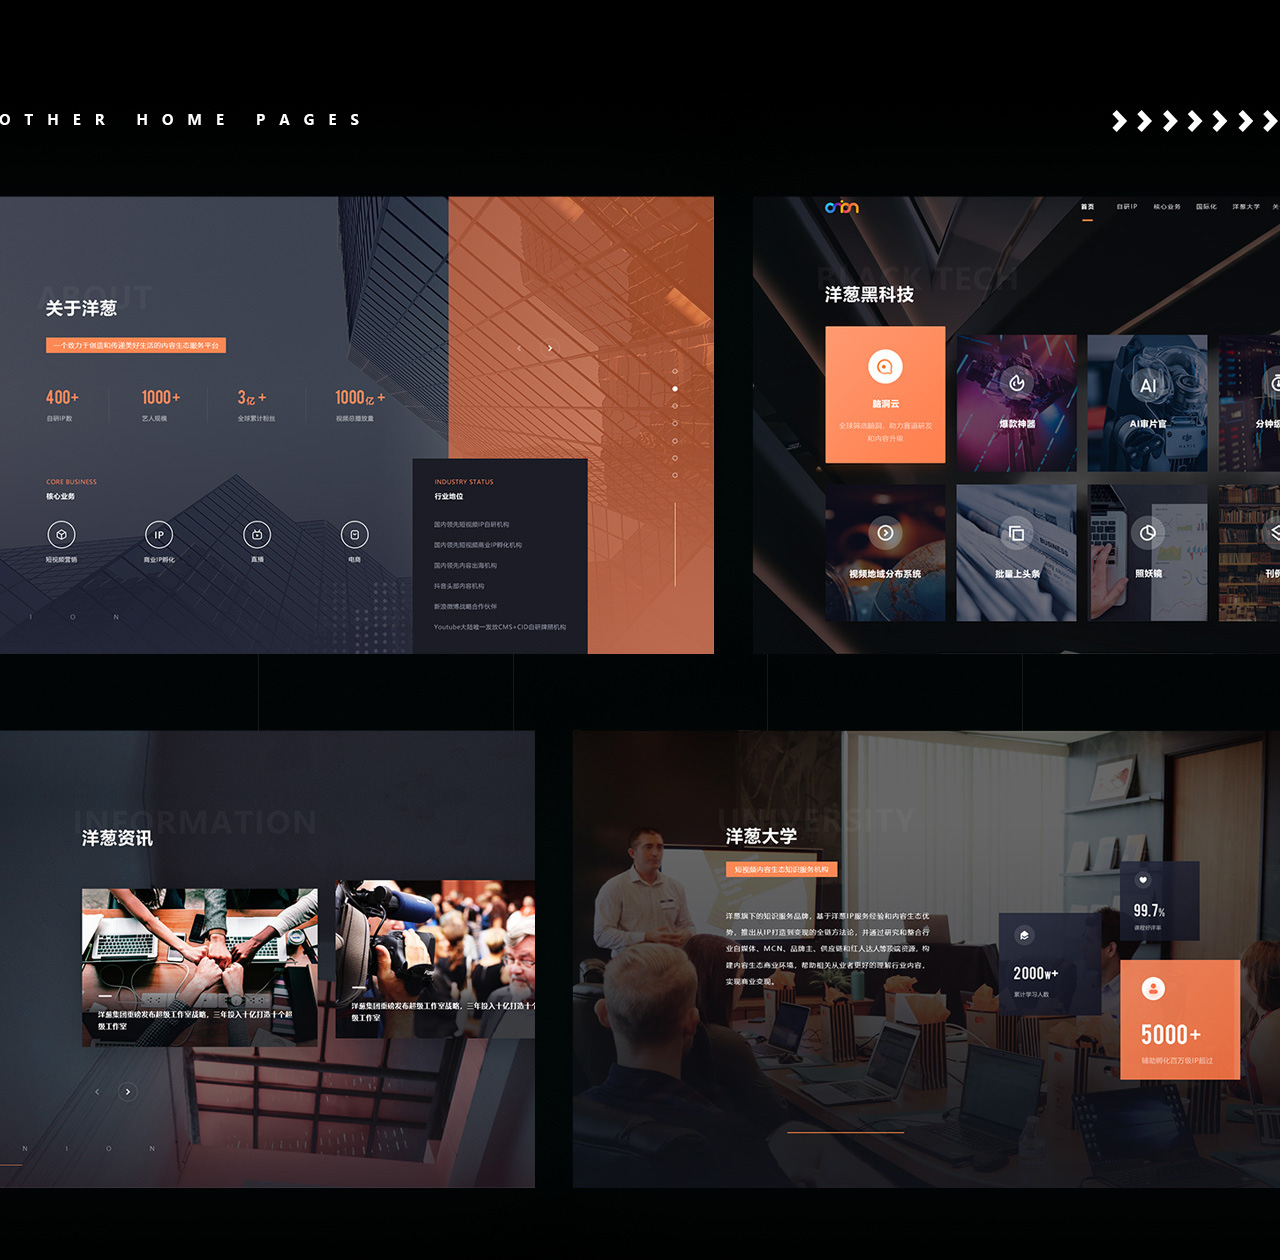 OTHER HOME PAGES
ABOUT
关于洋葱
一个致力于创造和传递美好生活的内容生态服务平台
400+
1000+
3亿+
1000亿+
自研IP数
艺人规模
全球累计粉丝
视频总播放量
CORE BUSINESS
核心业务
IP
短视频营销
商业IP孵化
直播
电商
I O N
INDUSTRY STATUS
行业地位
国内领先短视频IP自研机构
国内领先短视频商业IP孵化机构
国内领先内容出海机构
抖音头部内容机构
新浪微博战略合作伙伴
Youtube大陆唯一发放CMS+CID自研牌照机构
onion
首页
自研IP
核心业务
国际化
洋葱大学
BLACK TECH
洋葱黑科技
脑洞云
全球筛选脑洞，助力赛道研发
和内容升级
爆款神器
AI
AI审片官
分钟级
视频地域分布系统
批量上头条
BUSINESS
照妖镜
刊例
INFORMATION
洋葱资讯
洋葱集团重磅发布超级工作室战略，三年投入十亿打造十个超
级工作室
洋葱集团重磅发布超级工作室战略，三年投入十亿打造十个
级工作室
N I O N
UNIVERSITY
洋葱大学
短视频内容生态知识服务机构
洋葱旗下的知识服务品牌，基于洋葱IP服务经验和内容生态优
势，推出从IP打造到变现的全链方法论，并通过研究和整合行
业自媒体、MCN、品牌主、供应链和红人达人等顶端资源，构
建内容生态商业环境，帮助相关从业者更好的理解行业内容，
实现商业变现。
99.7%
课程好评率
2000w+
累计学习人数
5000+
辅助孵化百万级IP超过